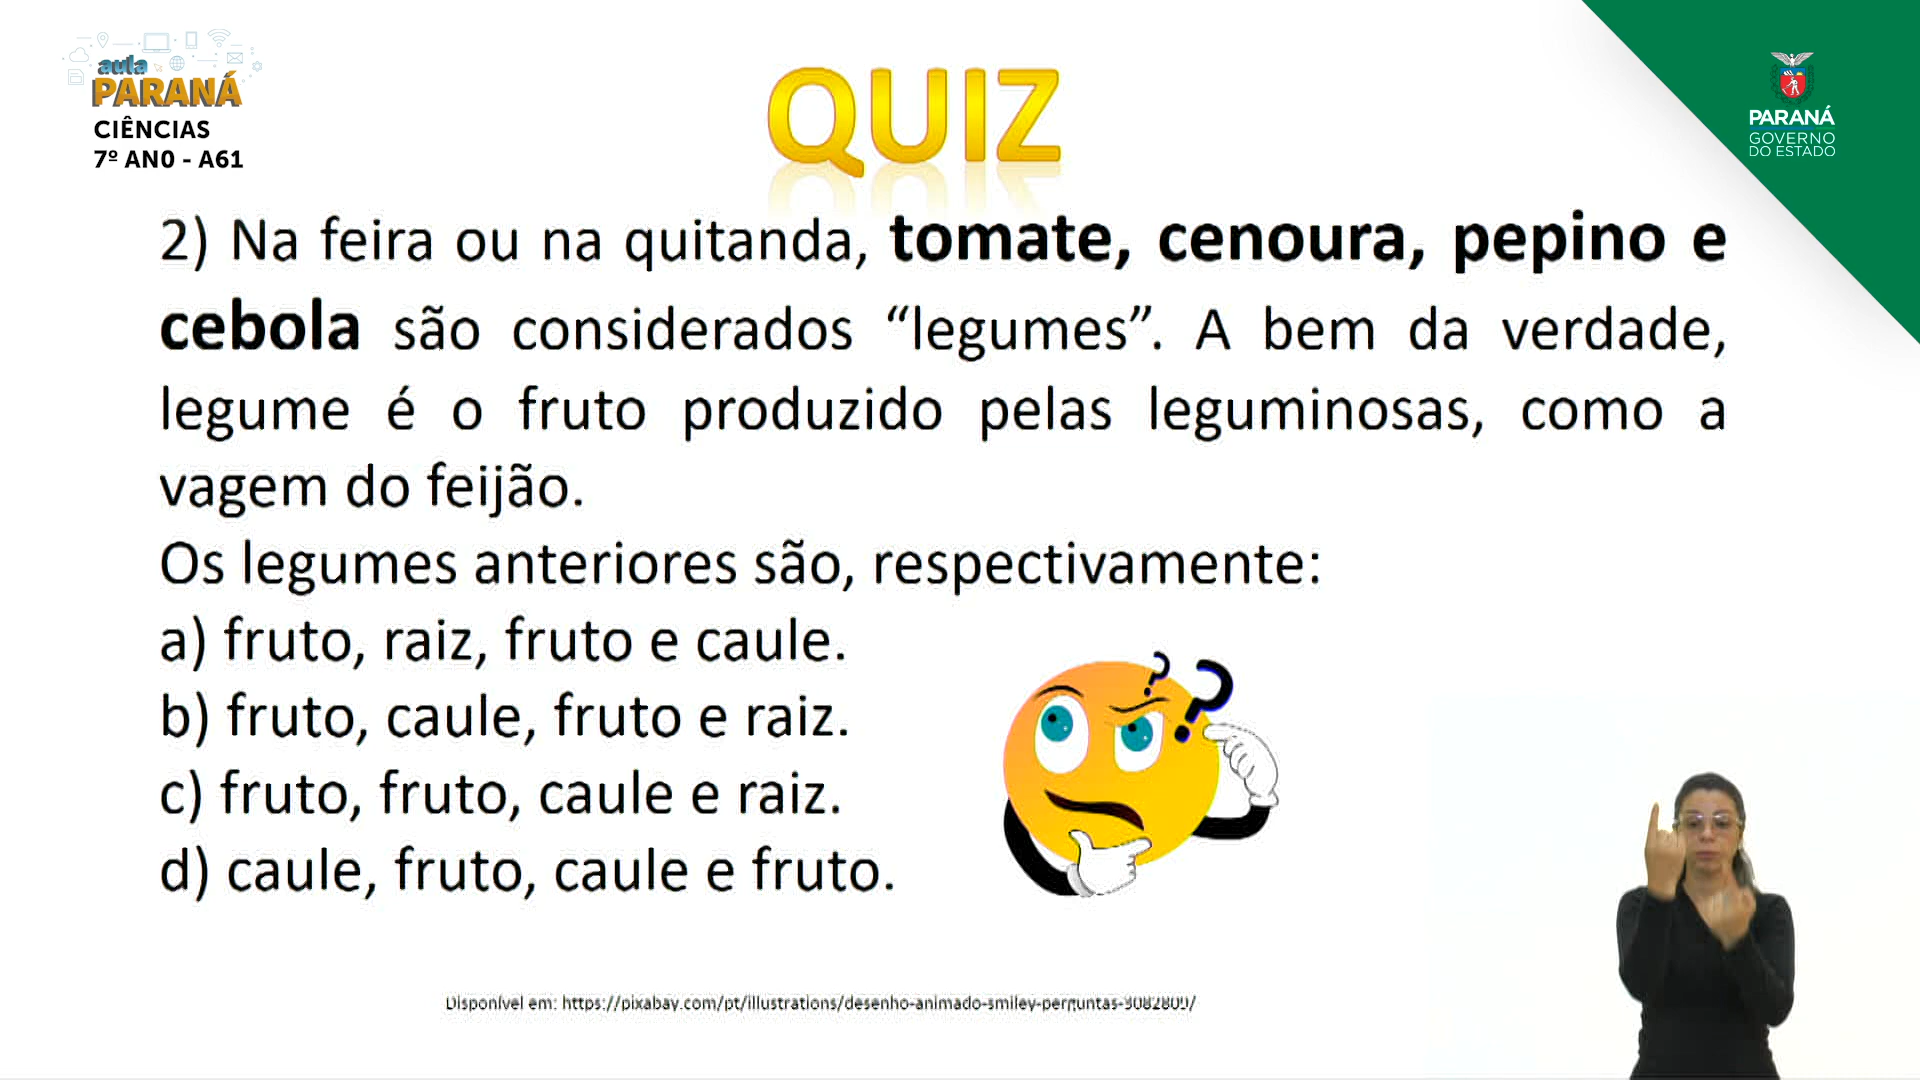 aula
PARANÁ
CIÊNCIAS
7º AN0 - A61
QUIZ
PARANÁ
GOVERNO
DO ESTADO
2) Na feira ou na quitanda, tomate, cenoura, pepino e
cebola são considerados “legumes”. A bem da verdade,
legume é o fruto produzido pelas leguminosas, como a
vagem do feijão.
Os legumes anteriores são, respectivamente:
a) fruto, raiz, fruto e caule.
b) fruto, caule, fruto e raiz.
c) fruto, fruto, caule e raiz.
d) caule, fruto, caule e fruto.
? ?
Disponível em: https://pixabay.com/pt/illustrations/desenho-animado-smiley-perguntas-3082809/